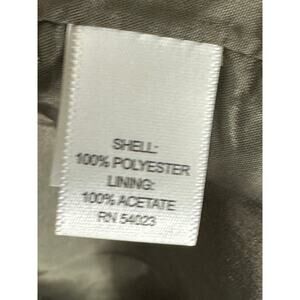 SHELL:
100% POLYESTER
LINING:
100% ACETATE
RN 54023